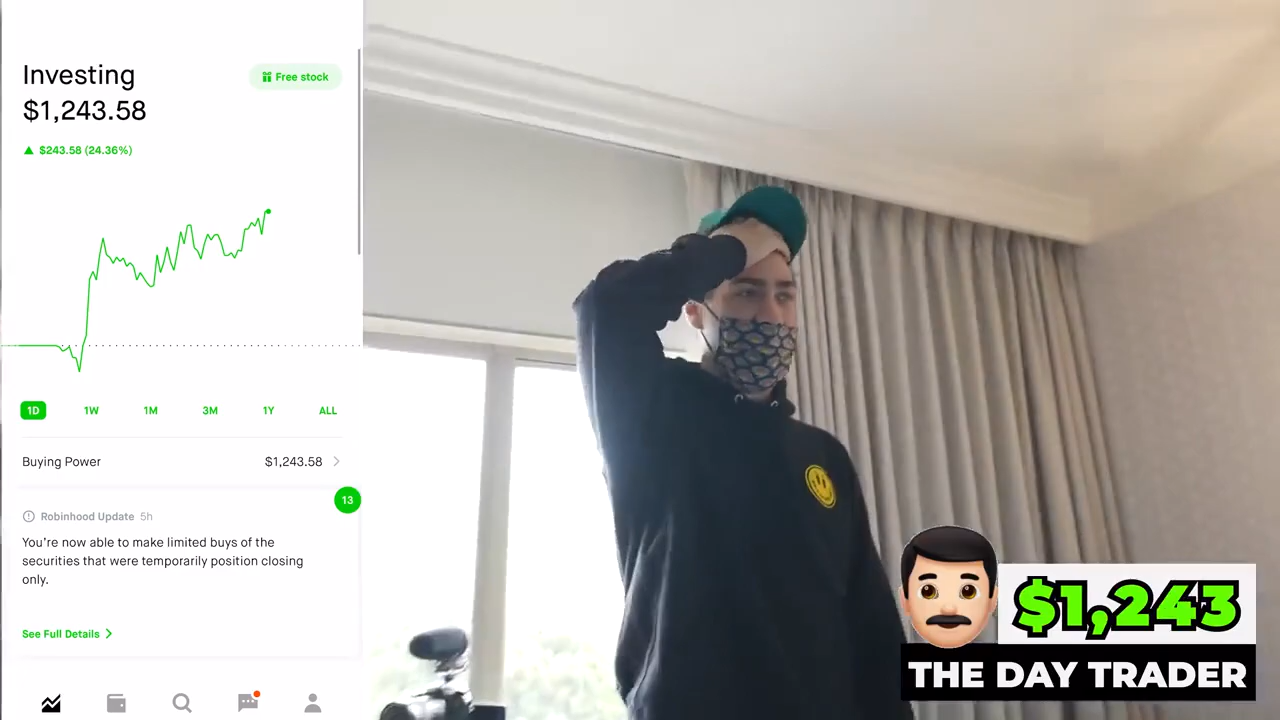 Investing
Free stock
$1,243.58
▲ $243.58 (24.36%)
1D 1W 1M 3M 1Y ALL
Buying Power $1,243.58
13
Robinhood Update 5h
You're now able to make limited buys of the
securities that were temporarily position closing
only.
See Full Details
$1,243
THE DAY TRADER